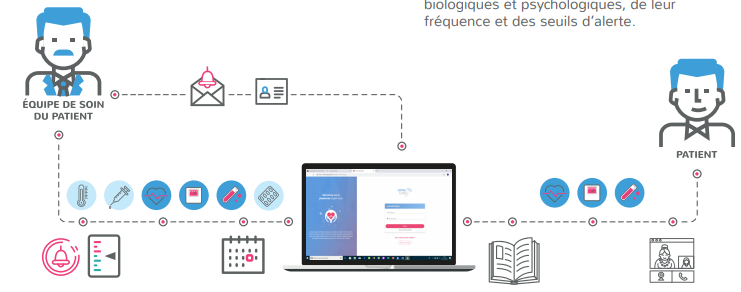 biologiques et psychologiques, de leur
fréquence et des seuils d’alerte.
ÉQUIPE DE SOIN
DU PATIENT
PATIENT